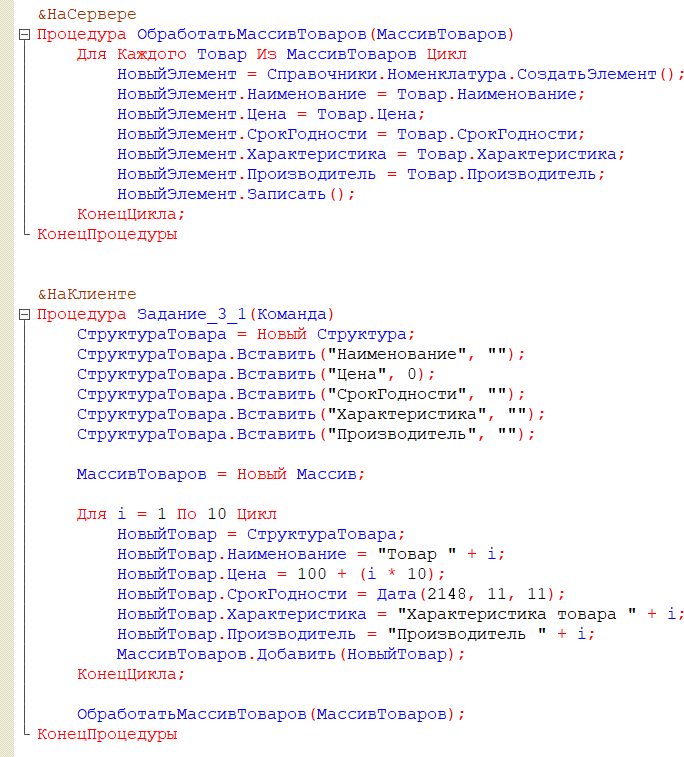 &НаСервере
Процедура ОбработатьМассивТоваров(МассивТоваров)
Для Каждого Товар Из МассивТоваров Цикл
НовыйЭлемент = Справочники.Номенклатура.СоздатьЭлемент();
НовыйЭлемент.Наименование = Товар.Наименование;
НовыйЭлемент.Цена = Товар.Цена;
НовыйЭлемент.СрокГодности = Товар.СрокГодности;
НовыйЭлемент.Характеристика = Товар.Характеристика;
НовыйЭлемент.Производитель = Товар.Производитель;
НовыйЭлемент.Записать();
КонецЦикла;
КонецПроцедуры
&НаКлиенте
Процедура Задание_3_1(Команда)
СтруктураТовара = Новый Структура;
СтруктураТовара.Вставить("Наименование", "");
СтруктураТовара.Вставить("Цена", 0);
СтруктураТовара.Вставить("СрокГодности", "");
СтруктураТовара.Вставить("Характеристика", "");
СтруктураТовара.Вставить("Производитель", "");
МассивТоваров = Новый Массив;
Для i = 1 По 10 Цикл
НовыйТовар = СтруктураТовара;
НовыйТовар.Наименование = "Товар " + i;
НовыйТовар.Цена = 100 + (i * 10);
НовыйТовар.СрокГодности = Дата(2148, 11, 11);
НовыйТовар.Характеристика = "Характеристика товара " + i;
НовыйТовар.Производитель = "Производитель " + i;
МассивТоваров.Добавить(НовыйТовар);
КонецЦикла;
ОбработатьМассивТоваров(МассивТоваров);
КонецПроцедуры